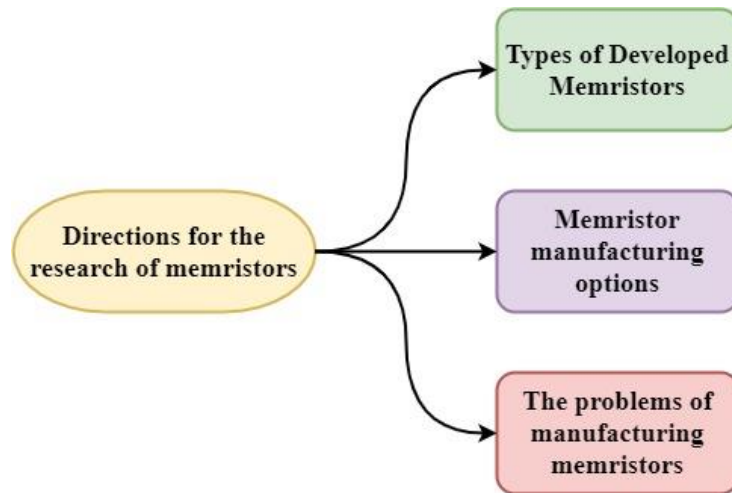 Types of Developed
Memristors
Directions for the
research of memristors
Memristor
manufacturing
options
The problems of
manufacturing
memristors